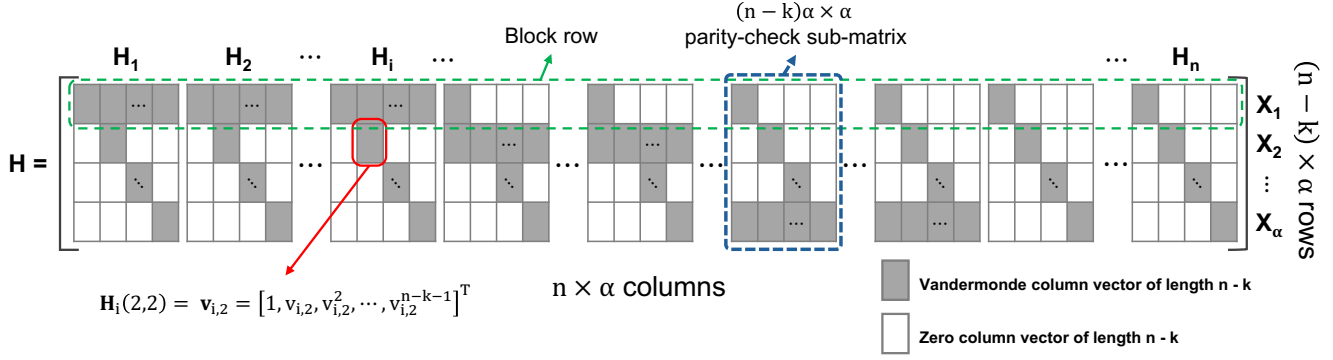 (n − k)α × α
Block row
parity-check sub-matrix
H₁ H₂ ⋯ Hᵢ ⋯ ⋯ Hₙ
⋯ ⋯ ⋯ X₁
H = ⋯ ⋯ ⋯ ⋯ ⋯ ⋯ ⋯ X₂
⋱ ⋱ ⋱ ⋱ ⋱ ⋱ ⋱ ⋱ ⋱ ⋮
⋯ ⋯ Xα
(n − k) × α rows
Hᵢ(2,2) = vᵢ,₂ = [1, vᵢ,₂, v²ᵢ,₂, ⋯, vᵢ,₂ⁿ⁻ᵏ⁻¹]ᵀ
n × α columns
Vandermonde column vector of length n - k
Zero column vector of length n - k